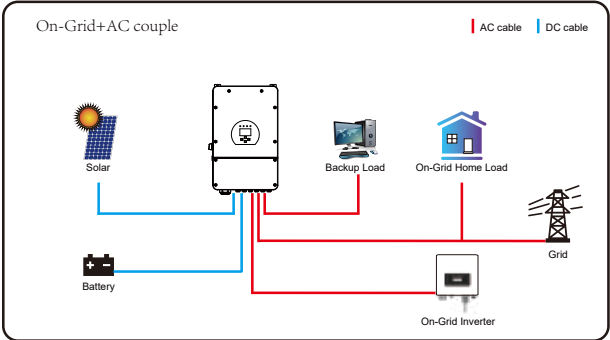 On-Grid+AC couple
AC cable
DC cable
Solar
Backup Load
On-Grid Home Load
Grid
Battery
On-Grid Inverter